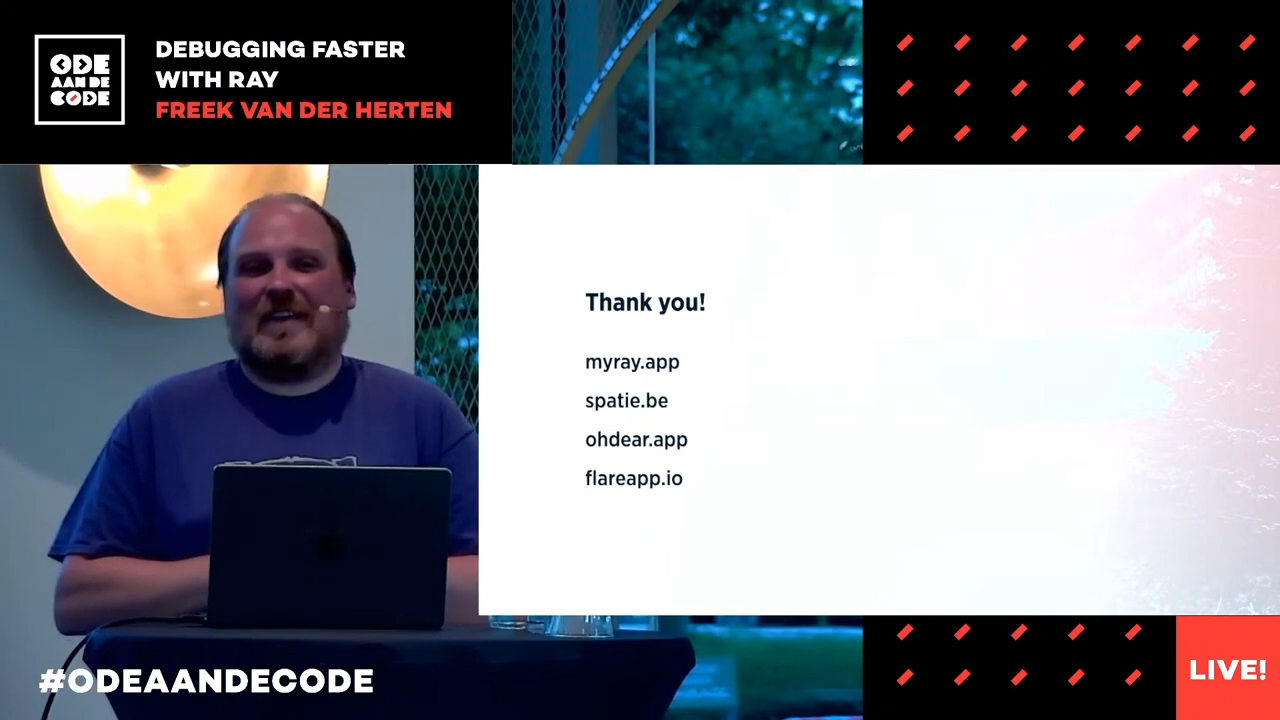 ODE
AAN DE
CODE
DEBUGGING FASTER
WITH RAY
FREEK VAN DER HERTEN
Thank you!
myray.app
spatie.be
ohdear.app
flareapp.io
#ODEAANDECODE
LIVE!